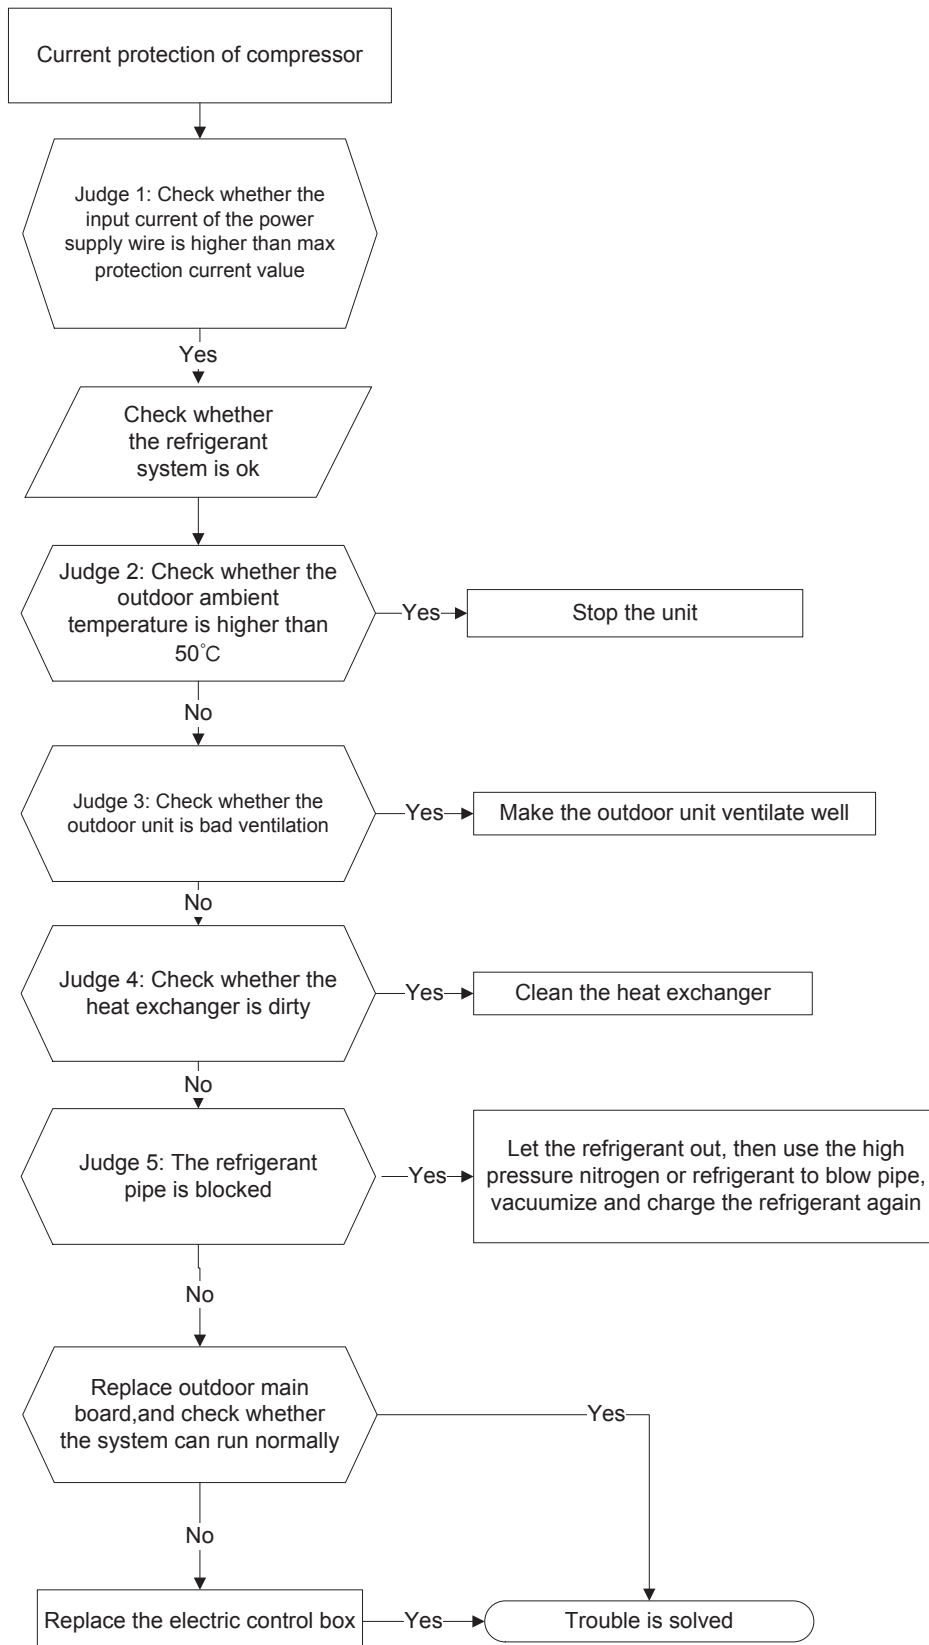 Current protection of compressor
Judge 1: Check whether the
input current of the power
supply wire is higher than max
protection current value
Yes
Check whether
the refrigerant
system is ok
Judge 2: Check whether the
outdoor ambient
temperature is higher than
50℃
Yes
Stop the unit
No
Judge 3: Check whether the
outdoor unit is bad ventilation
Yes
Make the outdoor unit ventilate well
No
Judge 4: Check whether the
heat exchanger is dirty
Yes
Clean the heat exchanger
No
Judge 5: The refrigerant
pipe is blocked
Yes
Let the refrigerant out, then use the high
pressure nitrogen or refrigerant to blow pipe,
vacuumize and charge the refrigerant again
No
Replace outdoor main
board,and check whether
the system can run normally
Yes
No
Replace the electric control box
Yes
Trouble is solved